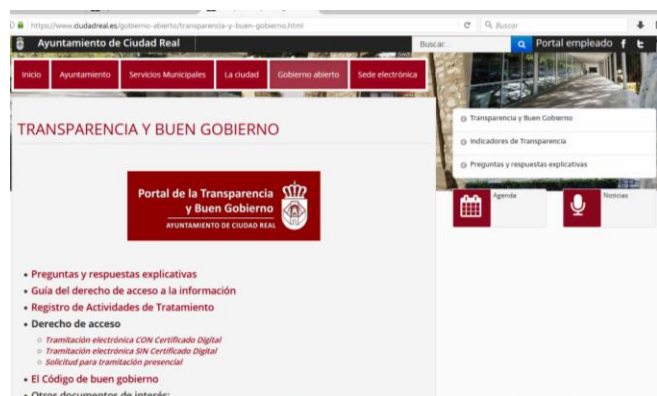 https://www.ciudadreal.es/gobierno-abierto/transparencia-y-buen-gobierno.html
Buscar
Ayuntamiento de Ciudad Real
Buscar...
Portal empleado
Inicio
Ayuntamiento
Servicios Municipales
La ciudad
Gobierno abierto
Sede electrónica
Transparencia y Buen Gobierno
Indicadores de Transparencia
Preguntas y respuestas explicativas
TRANSPARENCIA Y BUEN GOBIERNO
Agenda
Noticias
Portal de la Transparencia
y Buen Gobierno
AYUNTAMIENTO DE CIUDAD REAL
• Preguntas y respuestas explicativas
• Guía del derecho de acceso a la información
• Registro de Actividades de Tratamiento
• Derecho de acceso
○ Tramitación electrónica CON Certificado Digital
○ Tramitación electrónica SIN Certificado Digital
○ Solicitud para tramitación presencial
• El Código de buen gobierno
• Otros documentos de interés: